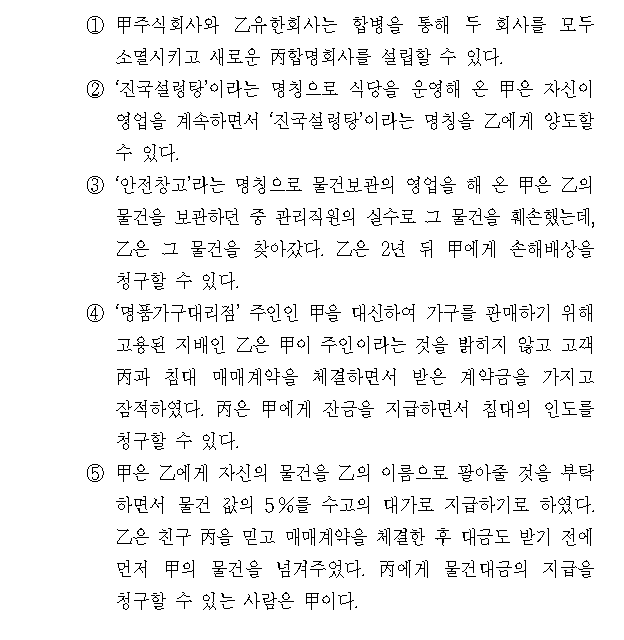 ① 甲주식회사와 乙유한회사는 합병을 통해 두 회사를 모두
소멸시키고 새로운 丙합명회사를 설립할 수 있다.
② ‘진국설렁탕’이라는 명칭으로 식당을 운영해 온 甲은 자신이
영업을 계속하면서 ‘진국설렁탕’이라는 명칭을 乙에게 양도할
수 있다.
③ ‘안전창고’라는 명칭으로 물건보관의 영업을 해 온 甲은 乙의
물건을 보관하던 중 관리직원의 실수로 그 물건을 훼손했는데,
乙은 그 물건을 찾아갔다. 乙은 2년 뒤 甲에게 손해배상을
청구할 수 있다.
④ ‘명품가구대리점’ 주인인 甲을 대신하여 가구를 판매하기 위해
고용된 지배인 乙은 甲이 주인이라는 것을 밝히지 않고 고객
丙과 침대 매매계약을 체결하면서 받은 계약금을 가지고
잠적하였다. 丙은 甲에게 잔금을 지급하면서 침대의 인도를
청구할 수 있다.
⑤ 甲은 乙에게 자신의 물건을 乙의 이름으로 팔아줄 것을 부탁
하면서 물건 값의 5%를 수고의 대가로 지급하기로 하였다.
乙은 친구 丙을 믿고 매매계약을 체결한 후 대금도 받기 전에
먼저 甲의 물건을 넘겨주었다. 丙에게 물건대금의 지급을
청구할 수 있는 사람은 甲이다.